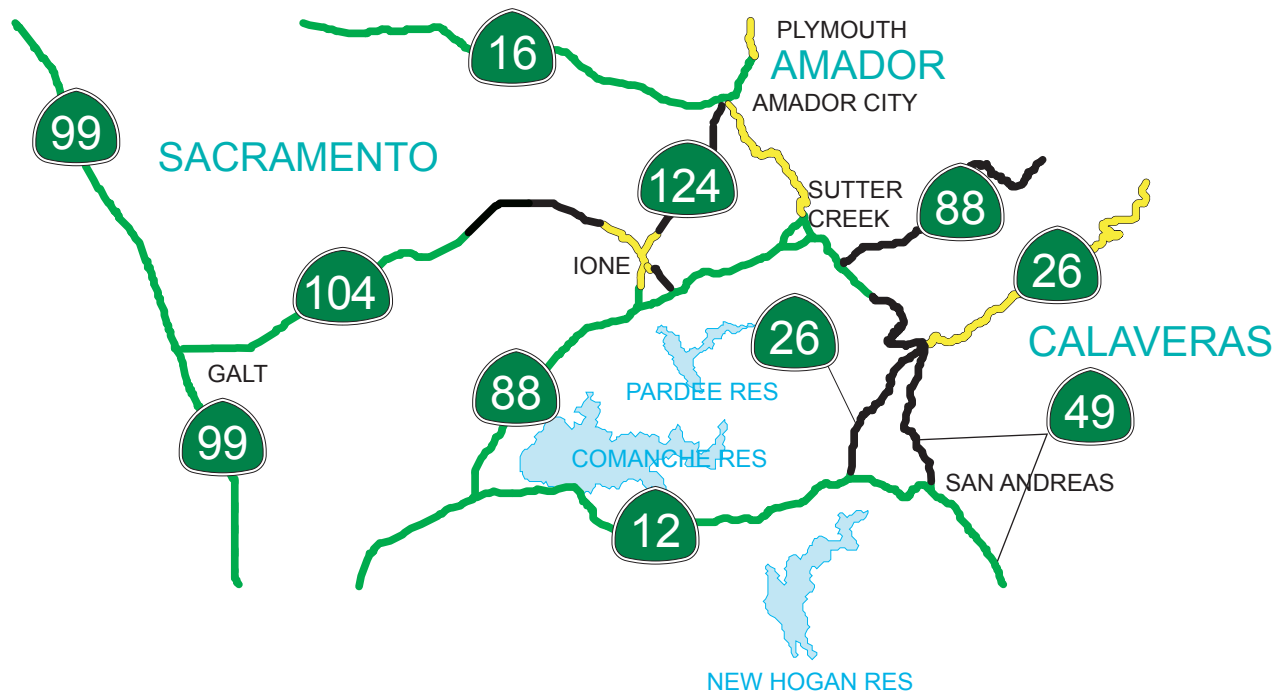 PLYMOUTH
16
AMADOR
AMADOR CITY
99
SACRAMENTO
124
SUTTER
CREEK
88
IONE
26
104
26
CALAVERAS
GALT
88
PARDEE RES
49
99
COMANCHE RES
SAN ANDREAS
12
NEW HOGAN RES